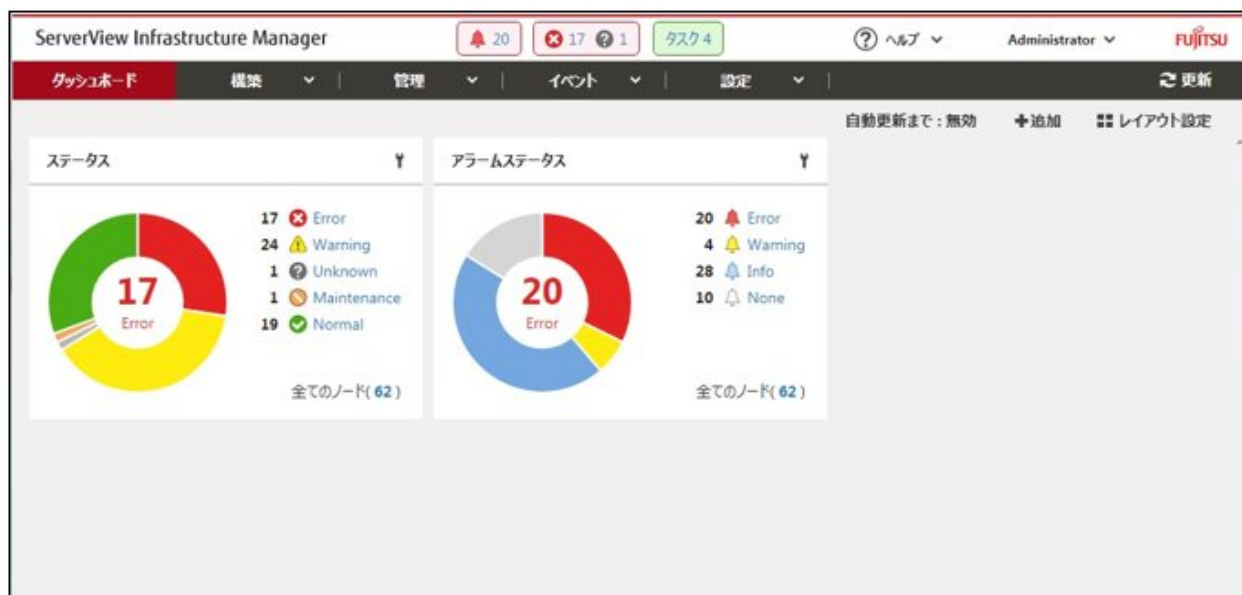 ServerView Infrastructure Manager 20 17 1 タスク 4 ヘルプ Administrator FUJITSU
ダッシュボード 構築 管理 イベント 設定 更新
自動更新まで : 無効 追加 レイアウト設定
ステータス
17
Error
17 Error
24 Warning
1 Unknown
1 Maintenance
19 Normal
全てのノード( 62 )
アラームステータス
20
Error
20 Error
4 Warning
28 Info
10 None
全てのノード( 62 )